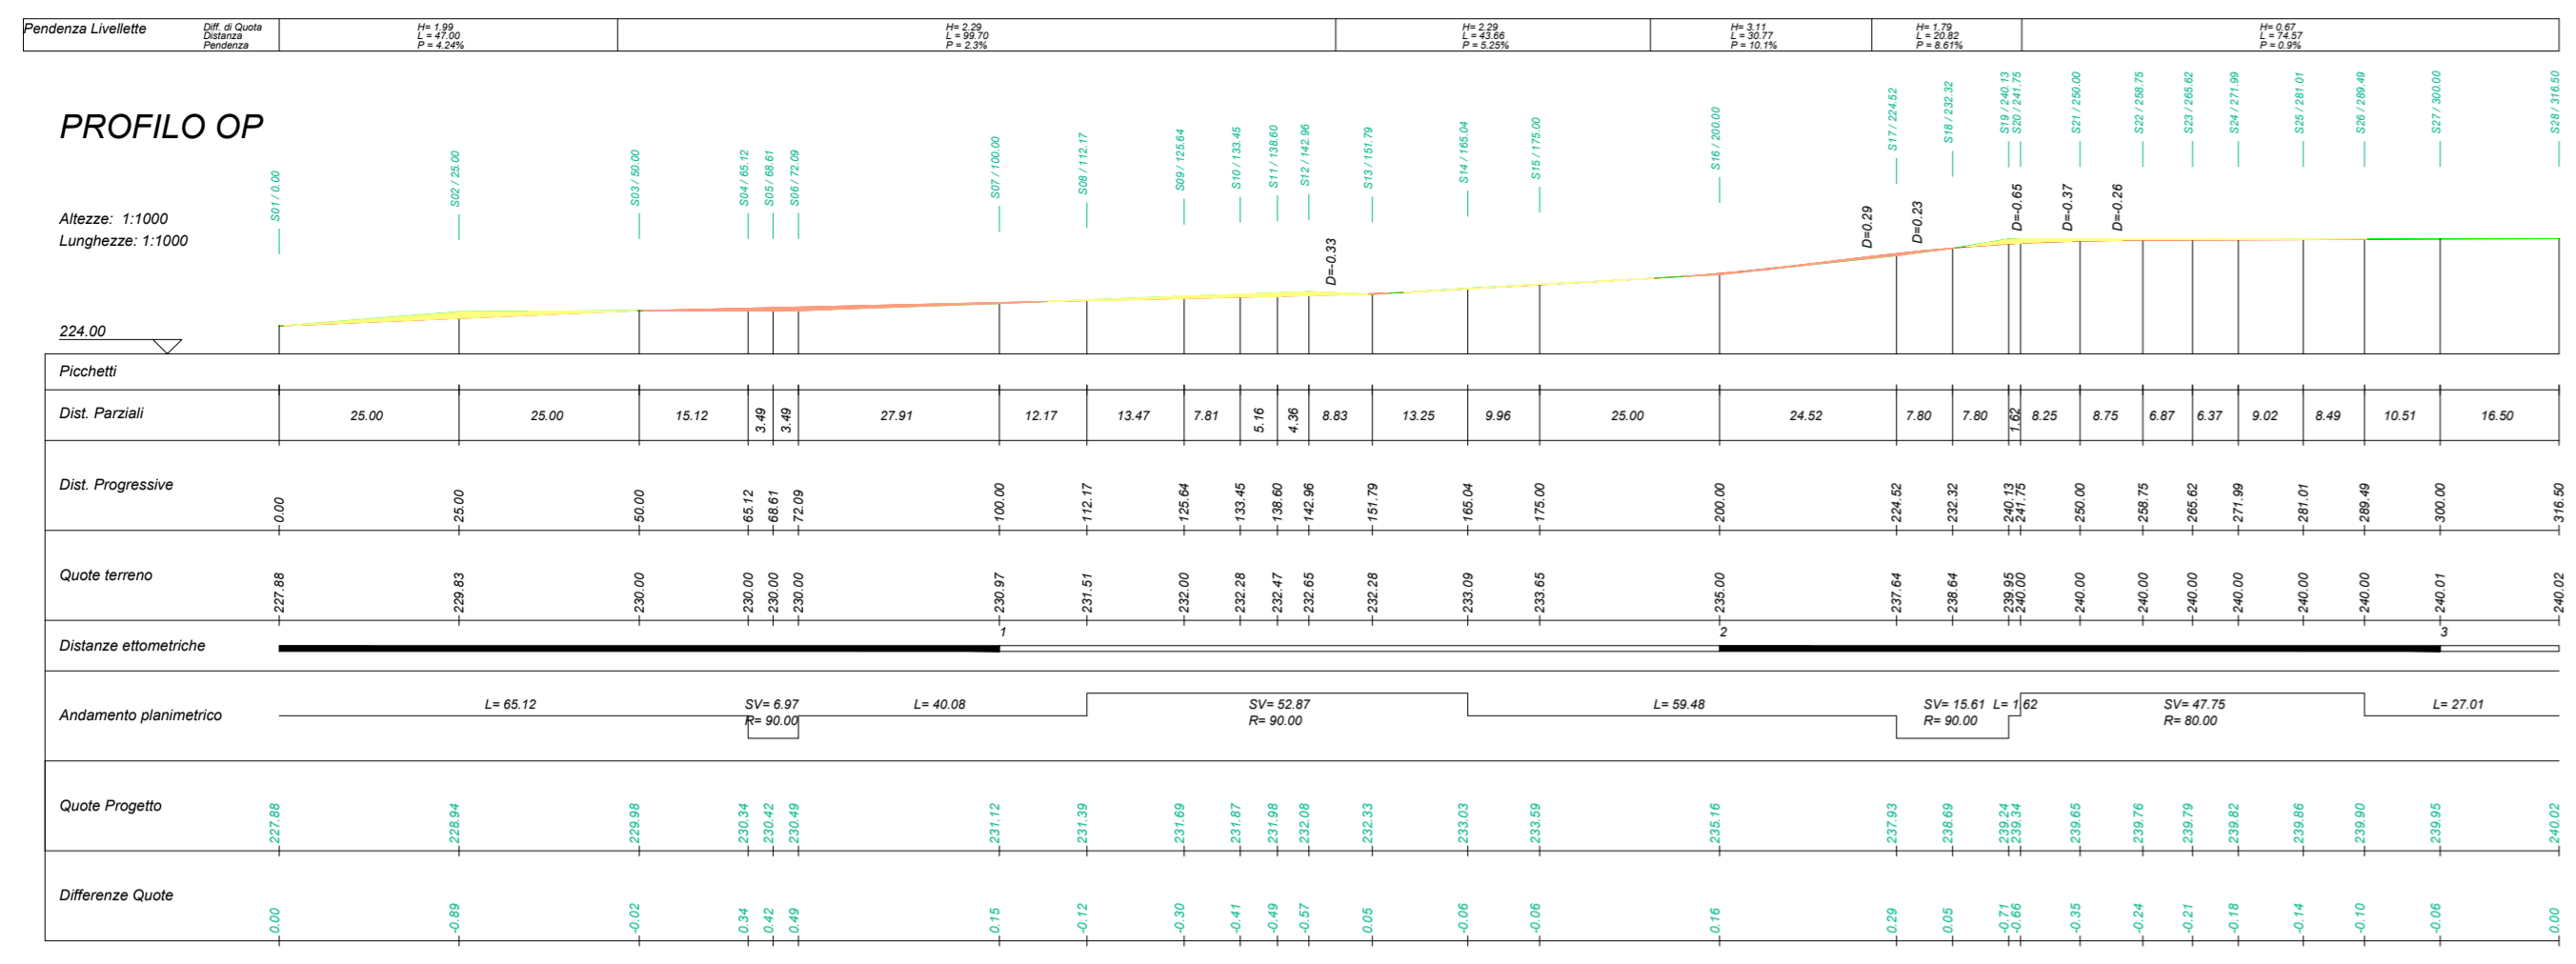 Pendenza Livellette
Diff. di Quota
Distanza
Pendenza
H= 1.99
L = 47.00
P = 4.24%
H= 2.29
L = 99.70
P = 2.3%
H= 2.29
L = 43.66
P = 5.25%
H= 3.11
L = 30.77
P = 10.1%
H= 1.79
L = 20.82
P = 8.61%
H= 0.67
L = 74.57
P = 0.9%
PROFILO OP
Altezze: 1:1000
Lunghezze: 1:1000
224.00
S01 / 0.00
S02 / 25.00
S03 / 50.00
S04 / 65.12
S05 / 68.61
S06 / 72.09
S07 / 100.00
S08 / 112.17
S09 / 125.64
S10 / 133.45
S11 / 138.60
S12 / 142.96
S13 / 151.79
S14 / 165.04
S15 / 175.00
S16 / 200.00
S17 / 224.52
S18 / 232.32
S19 / 240.13
S20 / 241.75
S21 / 250.00
S22 / 258.75
S23 / 265.62
S24 / 271.99
S25 / 281.01
S26 / 289.49
S27 / 300.00
S28 / 316.50
D=-0.33
D=0.29
D=0.23
D=-0.65
D=-0.37
D=-0.26
Picchetti
Dist. Parziali
25.00 25.00 15.12 3.49 3.49 27.91 12.17 13.47 7.81 5.16 4.36 8.83 13.25 9.96 25.00 24.52 7.80 7.80 1.62 8.25 8.75 6.87 6.37 9.02 8.49 10.51 16.50
Dist. Progressive
0.00 25.00 50.00 65.12 68.61 72.09 100.00 112.17 125.64 133.45 138.60 142.96 151.79 165.04 175.00 200.00 224.52 232.32 240.13 241.75 250.00 258.75 265.62 271.99 281.01 289.49 300.00 316.50
Quote terreno
227.88 229.83 230.00 230.00 230.00 230.00 230.97 231.51 232.00 232.28 232.47 232.65 232.28 233.09 233.65 235.00 237.64 238.64 239.95 240.00 240.00 240.00 240.00 240.00 240.00 240.00 240.01 240.02
Distanze ettometriche
1 2 3
Andamento planimetrico
L= 65.12
SV= 6.97
R= 90.00
L= 40.08
SV= 52.87
R= 90.00
L= 59.48
SV= 15.61
R= 90.00
L= 1.62
SV= 47.75
R= 80.00
L= 27.01
Quote Progetto
227.88 228.94 229.98 230.34 230.42 230.49 231.12 231.39 231.69 231.87 231.98 232.08 232.33 233.03 233.59 235.16 237.93 238.69 239.24 239.34 239.65 239.76 239.79 239.82 239.86 239.90 239.95 240.02
Differenze Quote
0.00 -0.89 -0.02 0.34 0.42 0.49 0.15 -0.12 -0.30 -0.41 -0.49 -0.57 0.05 -0.06 -0.06 0.16 0.29 0.05 -0.71 -0.66 -0.35 -0.24 -0.21 -0.18 -0.14 -0.10 -0.06 0.00